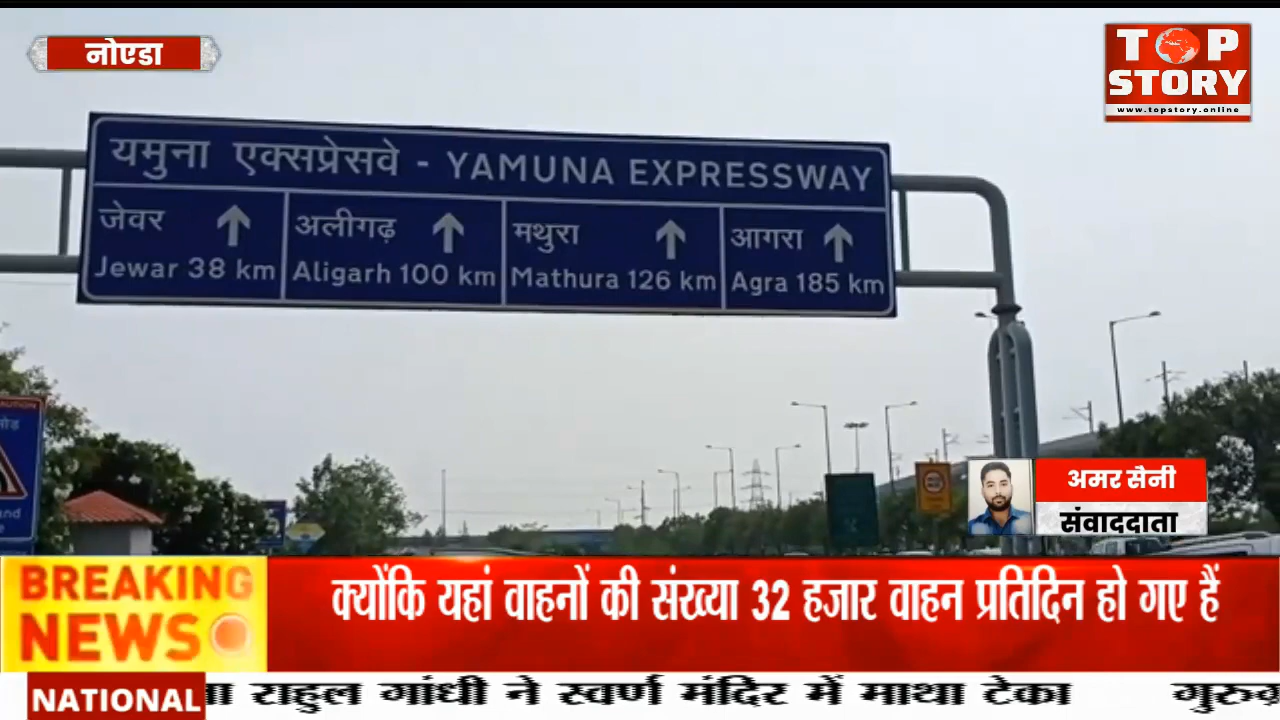 नोएडा
TOP
STORY
www.topstory.online
यमुना एक्सप्रेसवे - YAMUNA EXPRESSWAY
जेवर
Jewar 38 km
अलीगढ़
Aligarh 100 km
मथुरा
Mathura 126 km
आगरा
Agra 185 km
अमर सैनी
संवाददाता
BREAKING
NEWS
क्योंकि यहां वाहनों की संख्या 32 हजार वाहन प्रतिदिन हो गए हैं
NATIONAL
राहुल गांधी ने स्वर्ण मंदिर में माथा टेका